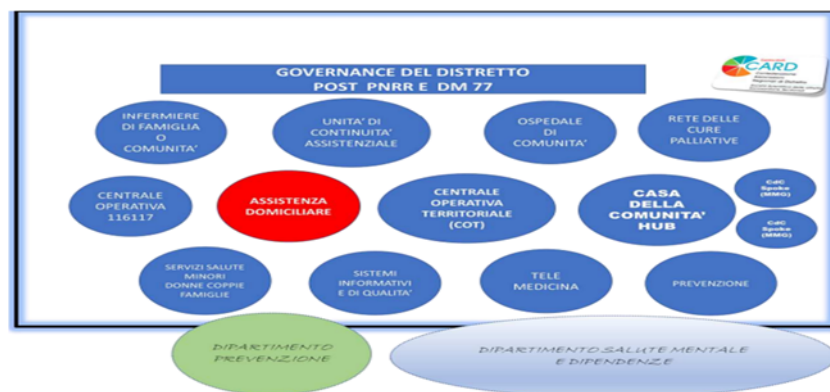 GOVERNANCE DEL DISTRETTO
POST PNRR E DM 77
CARD
INFERMIERE
DI FAMIGLIA
O
COMUNITA'
UNITA' DI
CONTINUITA'
ASSISTENZIALE
OSPEDALE
DI
COMUNITA'
RETE DELLE
CURE
PALLIATIVE
CENTRALE
OPERATIVA
116117
ASSISTENZA
DOMICILIARE
CENTRALE
OPERATIVA
TERRITORIALE
(COT)
CASA
DELLA
COMUNITA'
HUB
CdC
Spoke
(MMG)
CdC
Spoke
(MMG)
SERVIZI SALUTE
MINORI
DONNE COPPIE
FAMIGLIE
SISTEMI
INFORMATIVI
E DI QUALITA'
TELE
MEDICINA
PREVENZIONE
DIPARTIMENTO
PREVENZIONE
DIPARTIMENTO SALUTE MENTALE
E DIPENDENZE